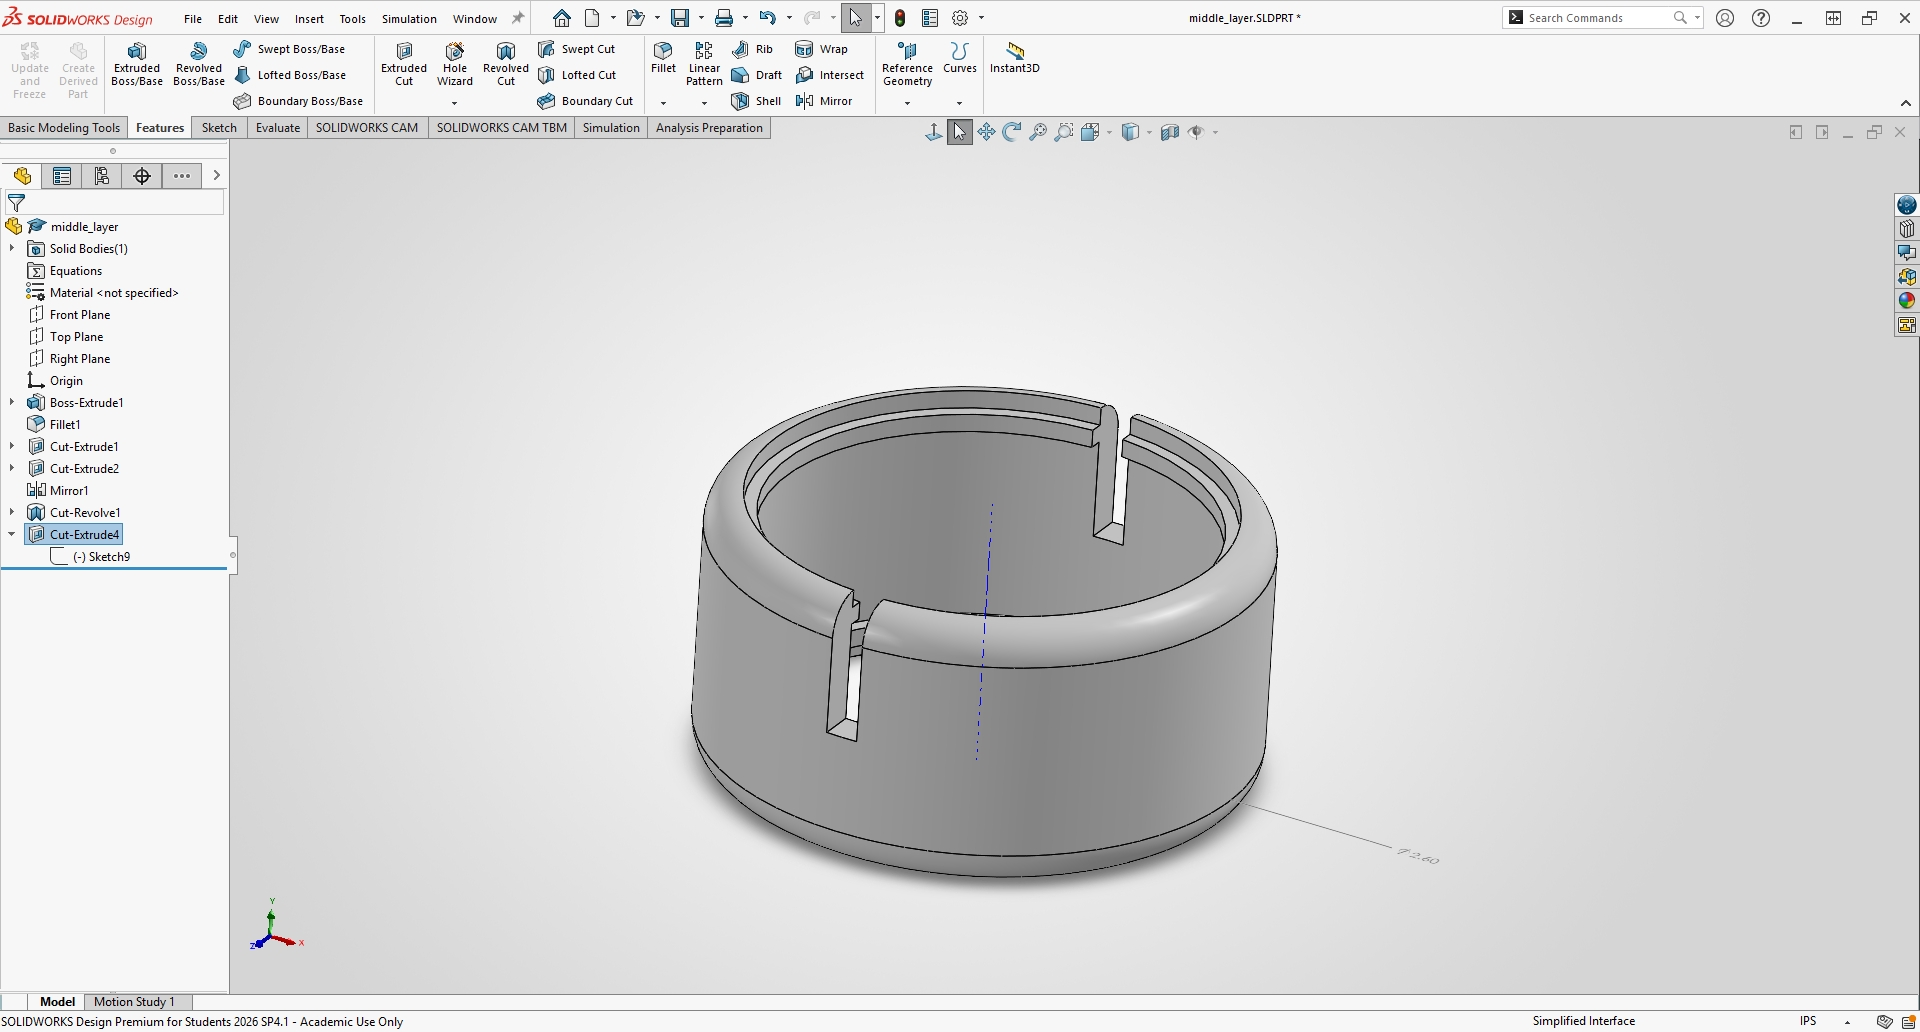 SOLIDWORKS Design
File Edit View Insert Tools Simulation Window
middle_layer.SLDPRT *
Search Commands
Update and Freeze
Create Derived Part
Extruded Boss/Base
Revolved Boss/Base
Swept Boss/Base
Lofted Boss/Base
Boundary Boss/Base
Extruded Cut
Hole Wizard
Revolved Cut
Swept Cut
Lofted Cut
Boundary Cut
Fillet
Linear Pattern
Rib
Draft
Shell
Wrap
Intersect
Mirror
Reference Geometry
Curves
Instant3D
Basic Modeling Tools Features Sketch Evaluate SOLIDWORKS CAM SOLIDWORKS CAM TBM Simulation Analysis Preparation
middle_layer
Solid Bodies(1)
Equations
Material <not specified>
Front Plane
Top Plane
Right Plane
Origin
Boss-Extrude1
Fillet1
Cut-Extrude1
Cut-Extrude2
Mirror1
Cut-Revolve1
Cut-Extrude4
(-) Sketch9
⌀2.60
Y
Z X
Model Motion Study 1
SOLIDWORKS Design Premium for Students 2026 SP4.1 - Academic Use Only
Simplified Interface IPS